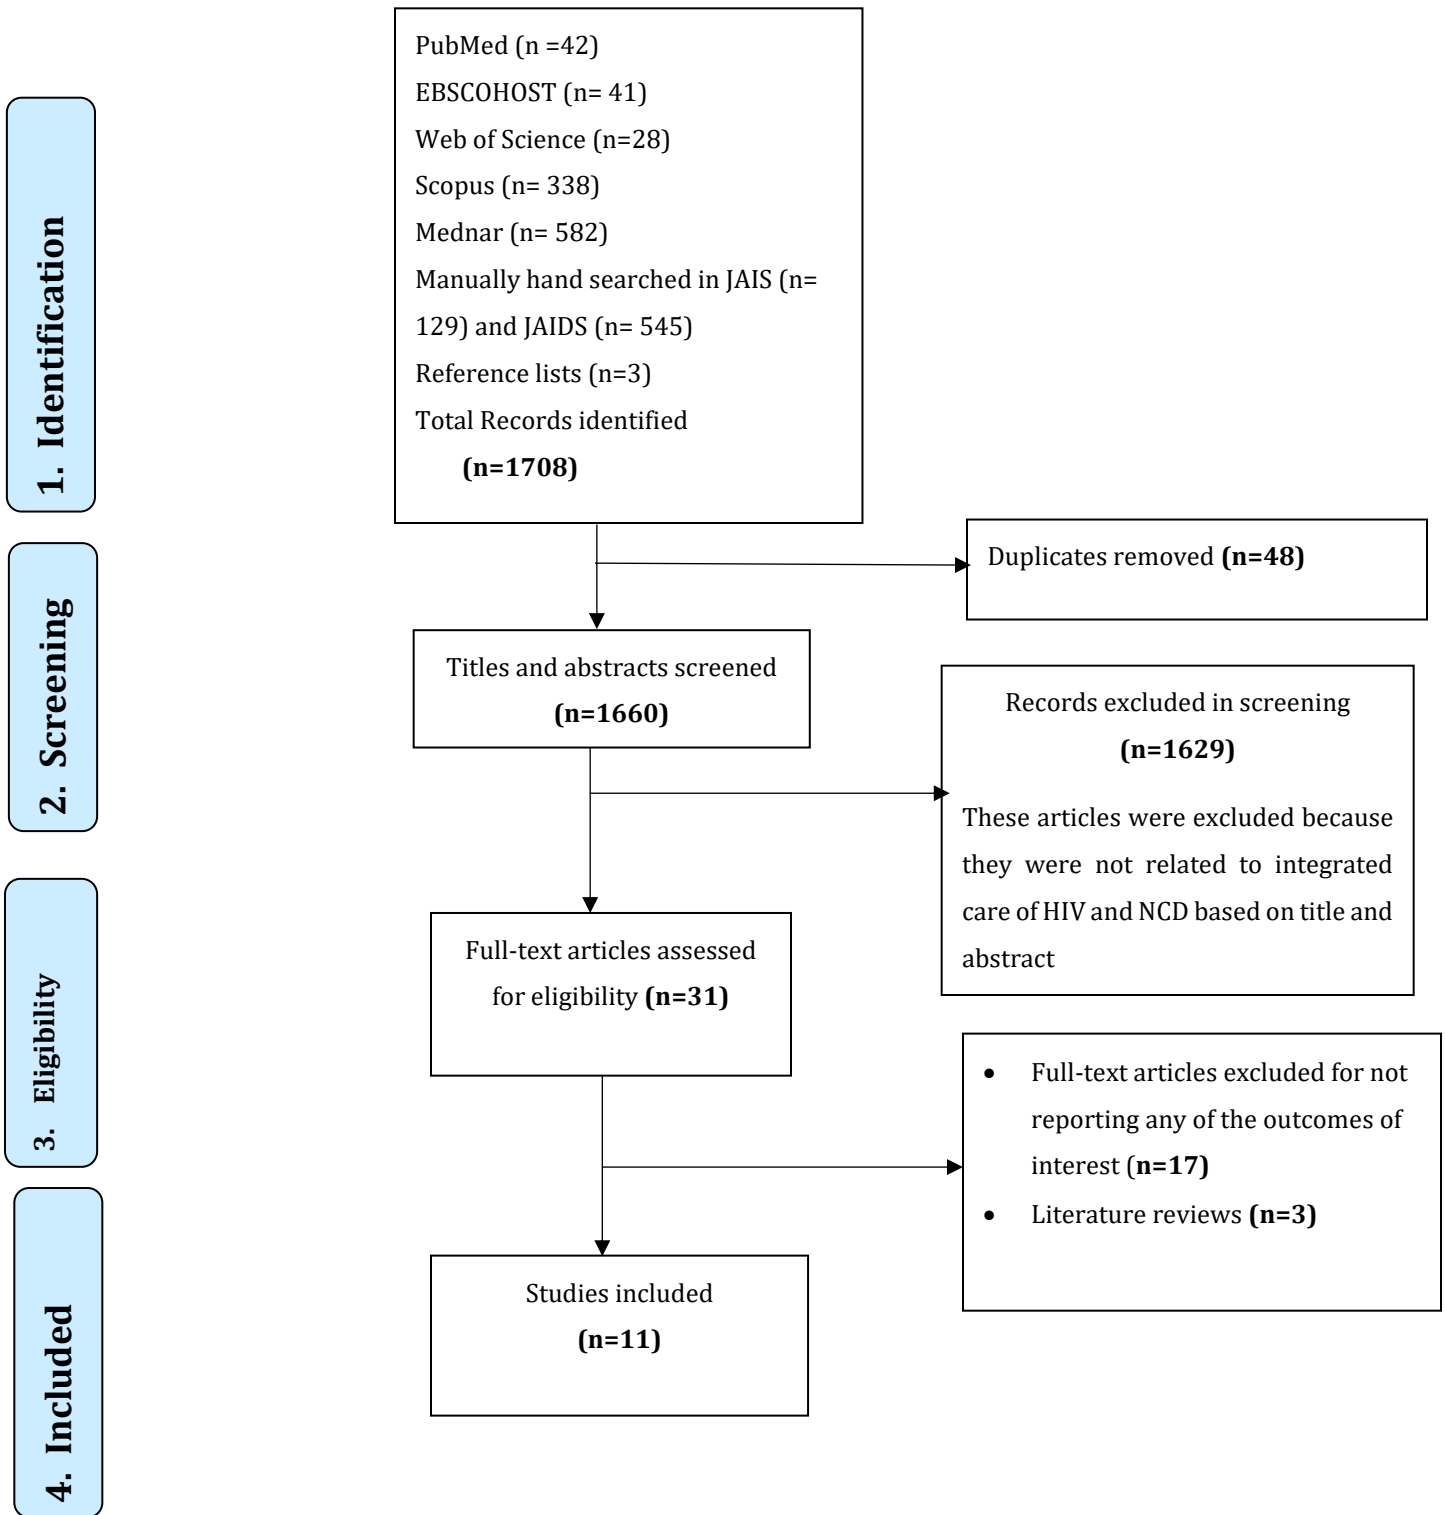 1. Identification
PubMed (n =42)
EBSCOHOST (n= 41)
Web of Science (n=28)
Scopus (n= 338)
Mednar (n= 582)
Manually hand searched in JAIS (n=
129) and JAIDS (n= 545)
Reference lists (n=3)
Total Records identified
(n=1708)
Duplicates removed (n=48)
2. Screening
Titles and abstracts screened
(n=1660)
Records excluded in screening
(n=1629)
These articles were excluded because
they were not related to integrated
care of HIV and NCD based on title and
abstract
3. Eligibility
Full-text articles assessed
for eligibility (n=31)
• Full-text articles excluded for not
reporting any of the outcomes of
interest (n=17)
• Literature reviews (n=3)
4. Included
Studies included
(n=11)